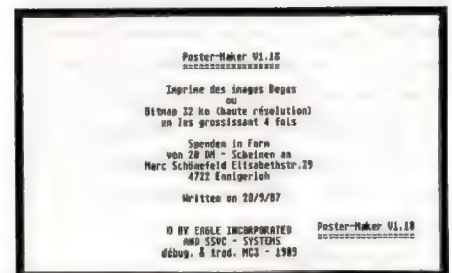 Poster-Maker V1.18
Imprime des images Degas
ou
Bitmap 32 ko (haute résolution)
en les grossissant 4 fois
Spenden in Form
von 20 DM - Scheinen an
Marc Schönefeld Elisabethstr.29
4722 Ennigerloh
Written on 20/9/87
© BY EAGLE INCORPORATED
AND SSVC - SYSTEMS
débug. & trad. MC3 - 1989
Poster-Maker V1.18